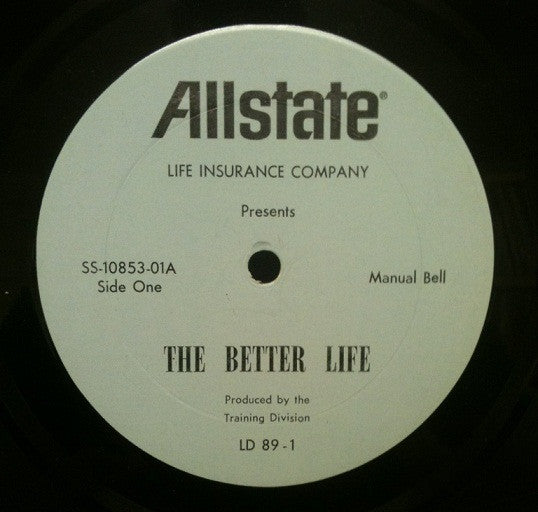 Allstate®
LIFE INSURANCE COMPANY
Presents
SS-10853-01A
Side One
Manual Bell
THE BETTER LIFE
Produced by the
Training Division
LD 89-1